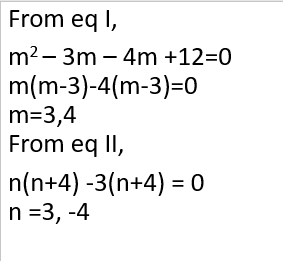 From eq I,
m² – 3m – 4m +12=0
m(m-3)-4(m-3)=0
m=3,4
From eq II,
n(n+4) -3(n+4) = 0
n =3, -4